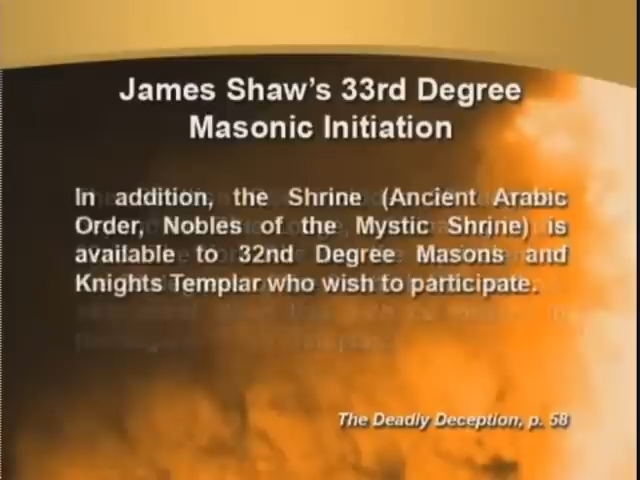 James Shaw's 33rd Degree
Masonic Initiation
In addition, the Shrine (Ancient Arabic
Order, Nobles of the Mystic Shrine) is
available to 32nd Degree Masons and
Knights Templar who wish to participate.
The Deadly Deception, p. 58